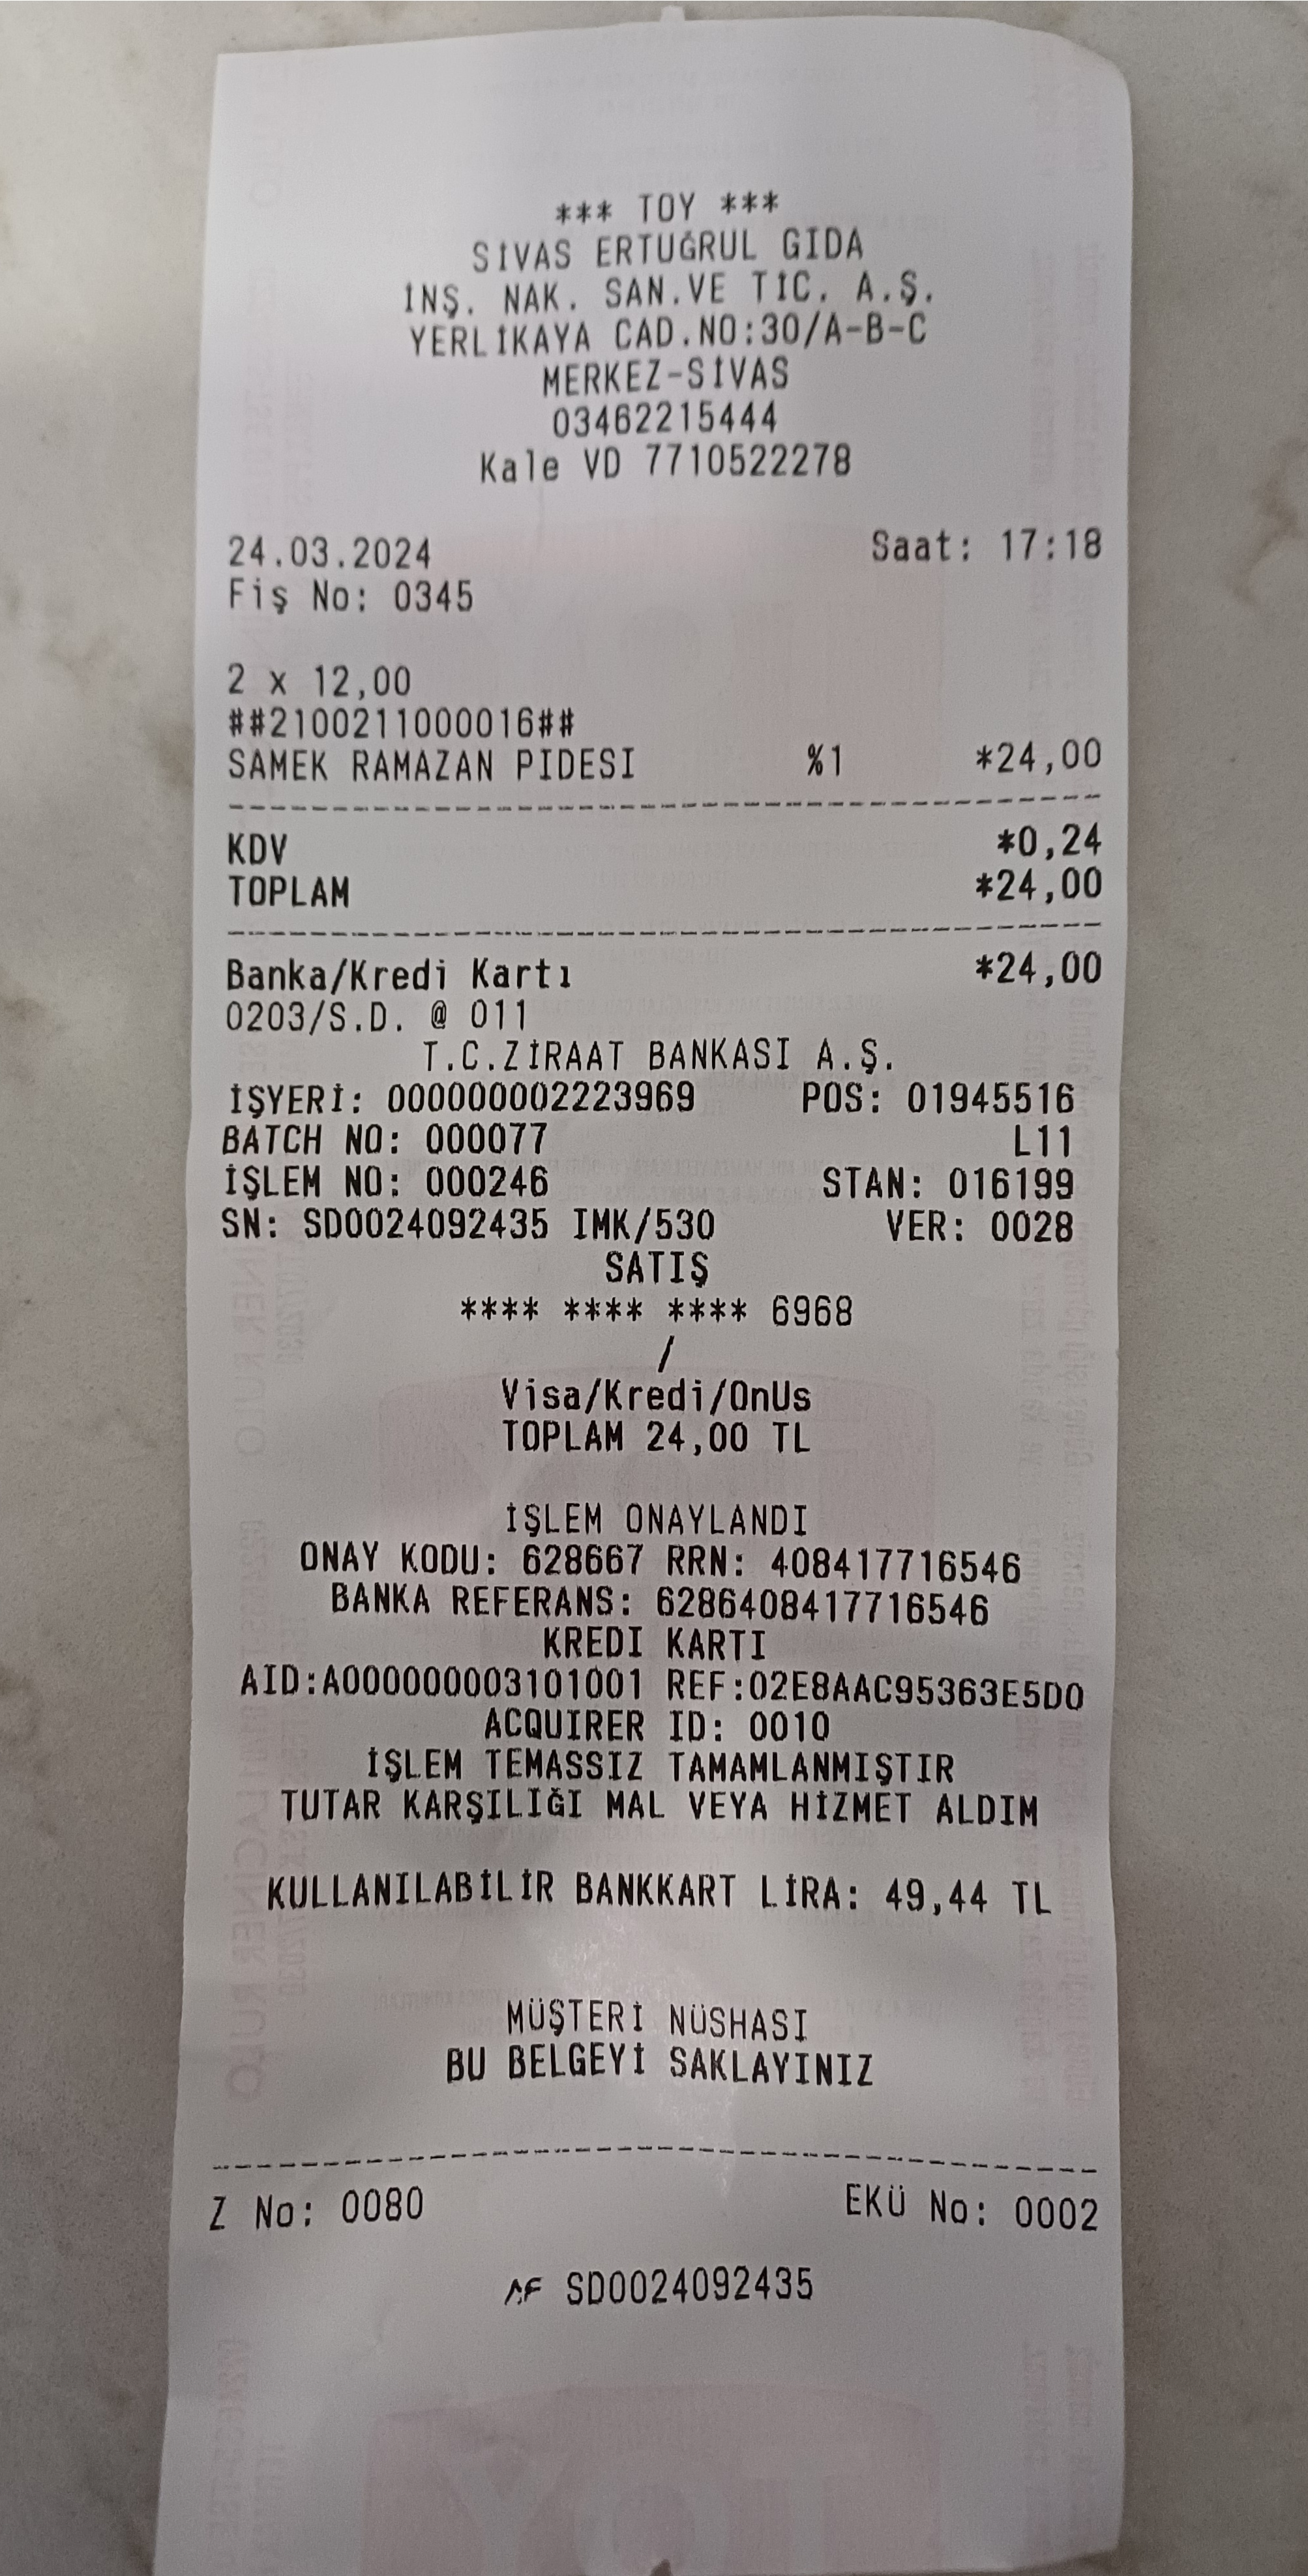 *** TOY ***
SİVAS ERTUĞRUL GIDA
İNŞ. NAK. SAN.VE TIC. A.Ş.
YERLİKAYA CAD.NO:30/A-B-C
MERKEZ-SİVAS
03462215444
Kale VD 7710522278
24.03.2024 Saat: 17:18
Fiş No: 0345
2 x 12,00
##2100211000016##
SAMEK RAMAZAN PIDESI %1 *24,00
KDV *0,24
TOPLAM *24,00
Banka/Kredi Kartı *24,00
0203/S.D. @ 011
T.C.ZİRAAT BANKASI A.Ş.
İŞYERİ: 000000002223969 POS: 01945516
BATCH NO: 000077 L11
İŞLEM NO: 000246 STAN: 016199
SN: SD0024092435 IMK/530 VER: 0028
SATIŞ
**** **** **** 6968
/
Visa/Kredi/OnUs
TOPLAM 24,00 TL
İŞLEM ONAYLANDI
ONAY KODU: 628667 RRN: 408417716546
BANKA REFERANS: 6286408417716546
KREDI KARTI
AID:A000000003101001 REF:02E8AAC95363E5D0
ACQUIRER ID: 0010
İŞLEM TEMASSIZ TAMAMLANMIŞTIR
TUTAR KARŞILIĞI MAL VEYA HİZMET ALDIM
KULLANILABİLİR BANKKART LİRA: 49,44 TL
MÜŞTERİ NÜSHASI
BU BELGEYİ SAKLAYINIZ
Z No: 0080 EKÜ No: 0002
SD0024092435